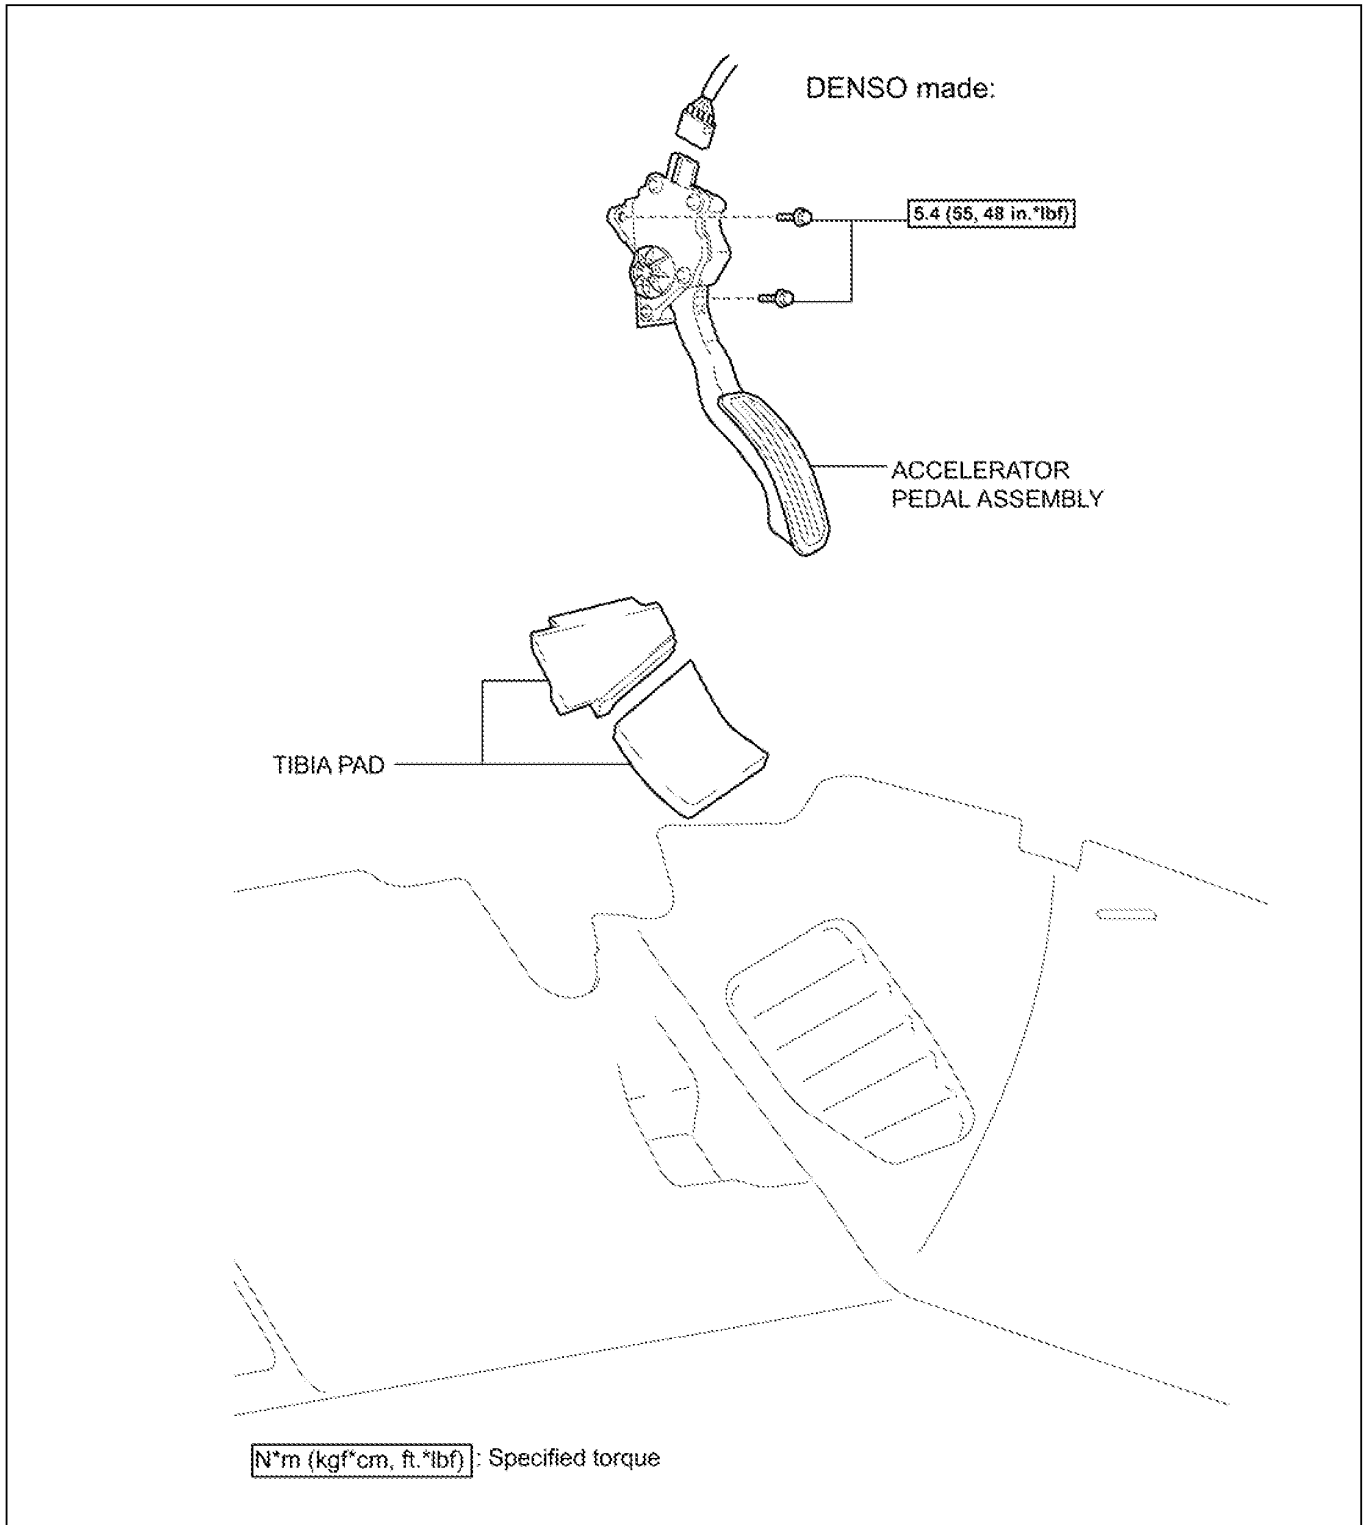 DENSO made:
5.4 (55, 48 in.*lbf)
ACCELERATOR
PEDAL ASSEMBLY
TIBIA PAD
N*m (kgf*cm, ft.*lbf) : Specified torque